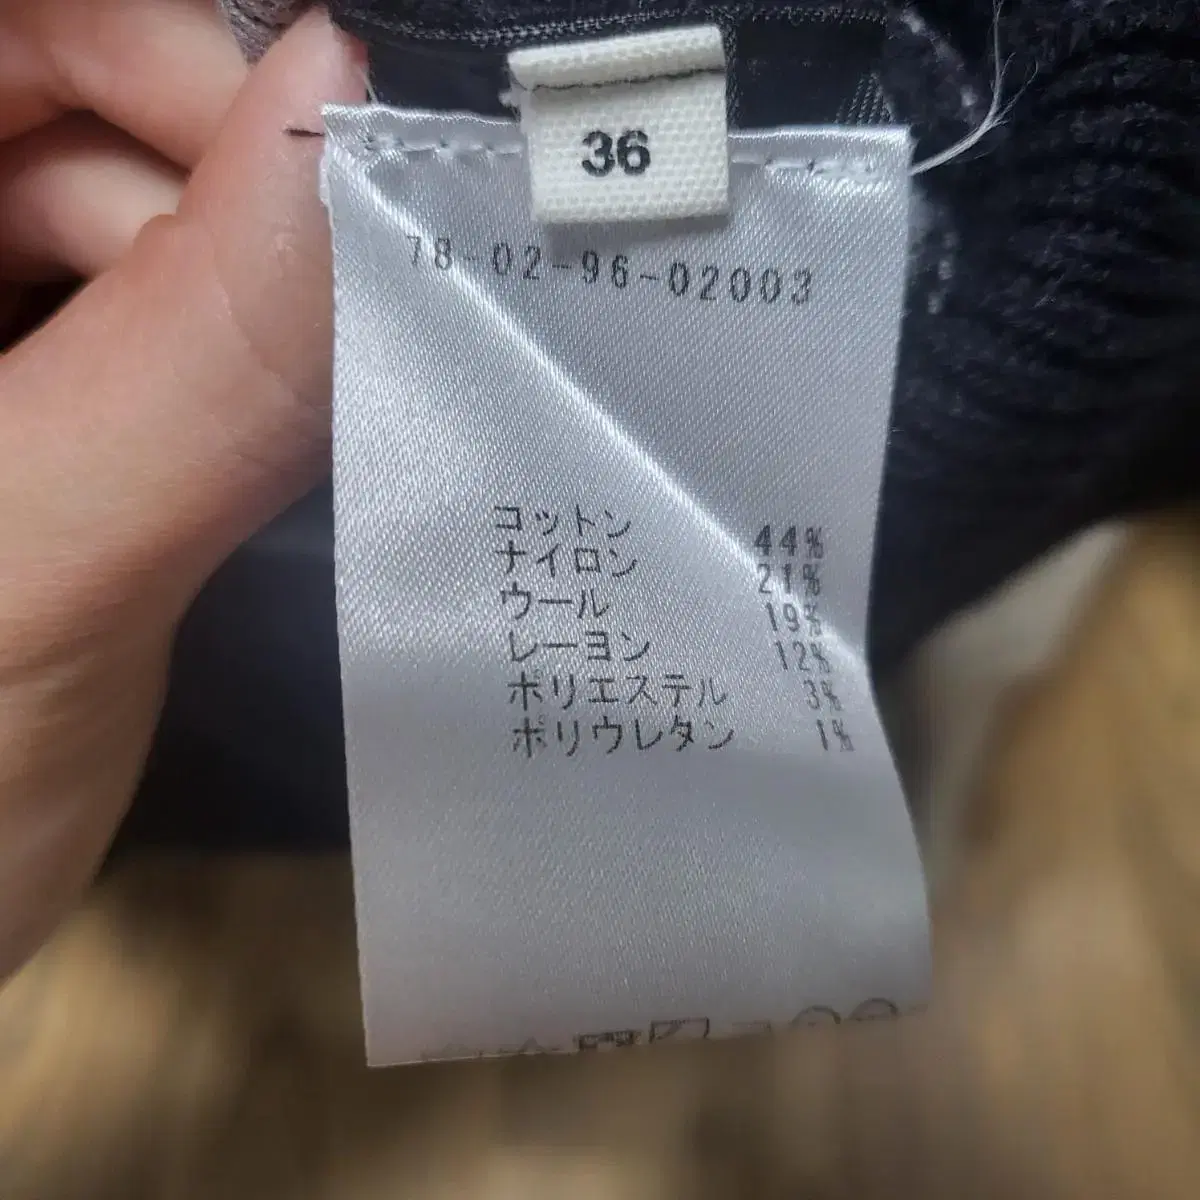 36
78-02-96-02003
コットン 44%
ナイロン 21%
ウール 19%
レーヨン 12%
ポリエステル 3%
ポリウレタン 1%